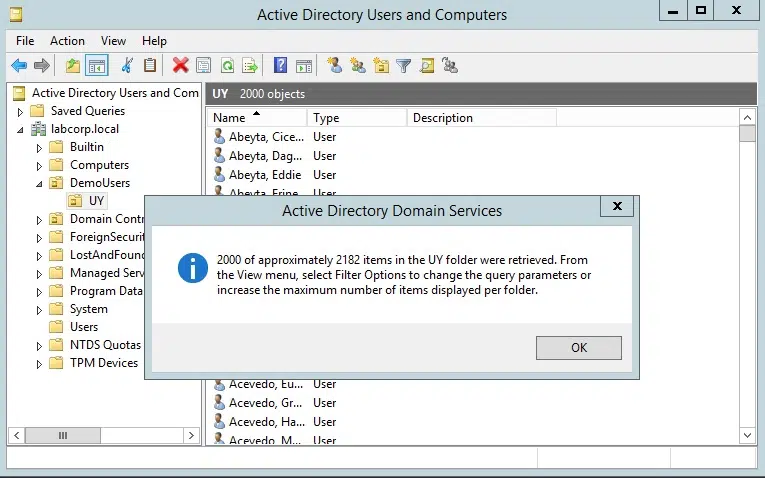 Active Directory Users and Computers
File Action View Help
Active Directory Users and Com
Saved Queries
labcorp.local
Builtin
Computers
DemoUsers
UY
Domain Contr
ForeignSecurit
LostAndFound
Managed Serv
Program Data
System
Users
NTDS Quotas
TPM Devices
UY 2000 objects
Name Type Description
Abeyta, Cice... User
Abeyta, Dag... User
Abeyta, Eddie User
Abeyta, Erine User
Active Directory Domain Services
2000 of approximately 2182 items in the UY folder were retrieved. From
the View menu, select Filter Options to change the query parameters or
increase the maximum number of items displayed per folder.
OK
Acevedo, Eu... User
Acevedo, Gr... User
Acevedo, Ha... User
Acevedo, M... User